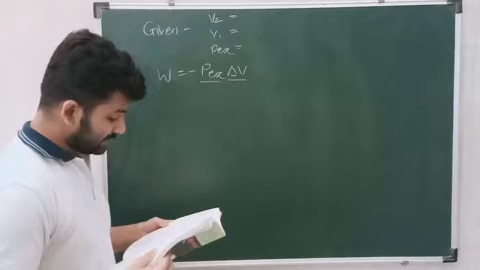 V₂ =
Given - V₁ =
Pex =
W = - Pex ΔV